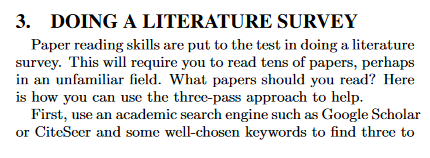 3. DOING A LITERATURE SURVEY
Paper reading skills are put to the test in doing a literature
survey. This will require you to read tens of papers, perhaps
in an unfamiliar field. What papers should you read? Here
is how you can use the three-pass approach to help.
First, use an academic search engine such as Google Scholar
or CiteSeer and some well-chosen keywords to find three to